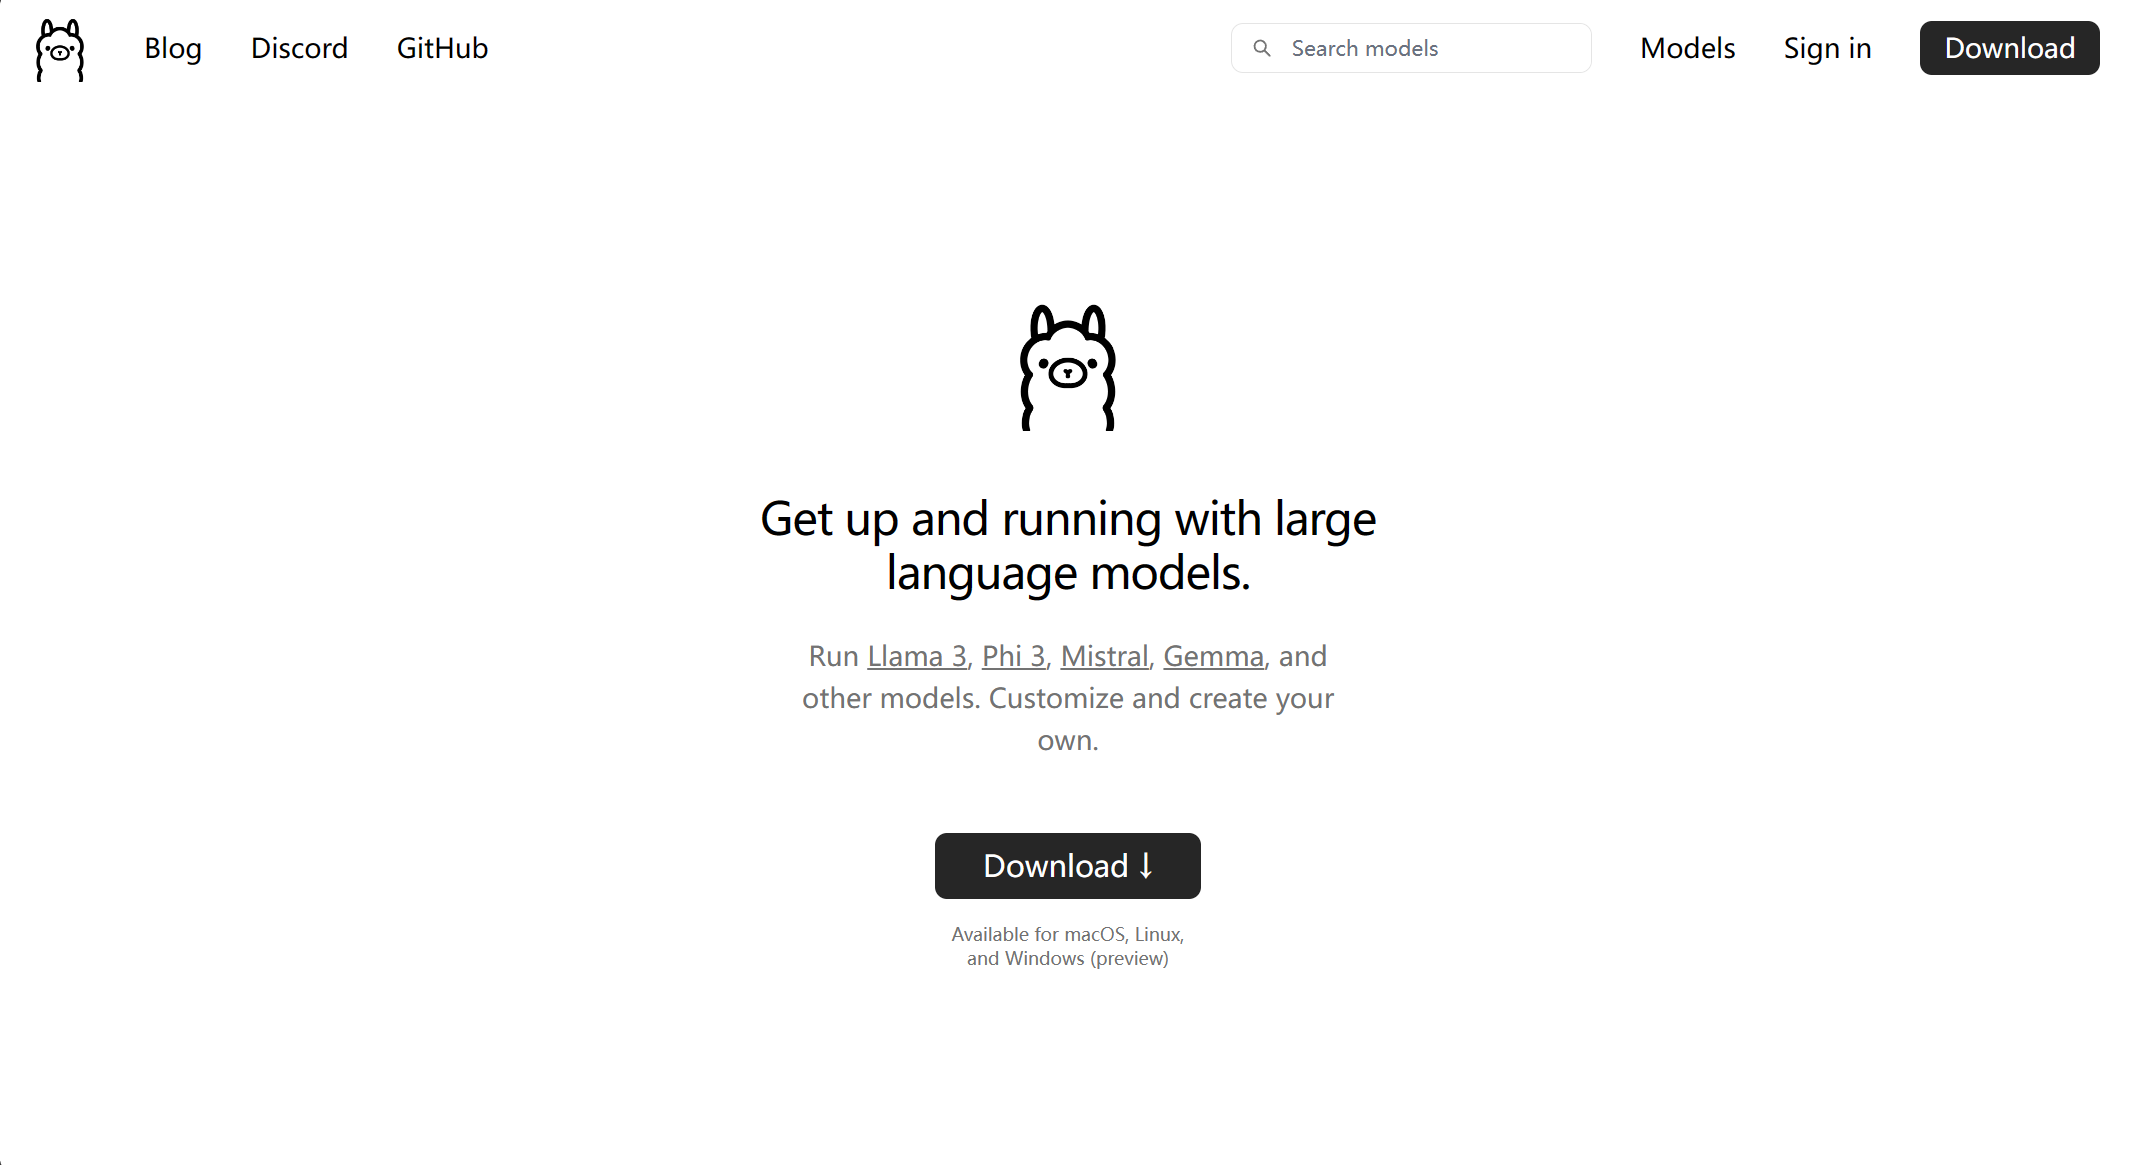 Blog Discord GitHub Search models Models Sign in Download
Get up and running with large
language models.
Run Llama 3, Phi 3, Mistral, Gemma, and
other models. Customize and create your
own.
Download ↓
Available for macOS, Linux,
and Windows (preview)